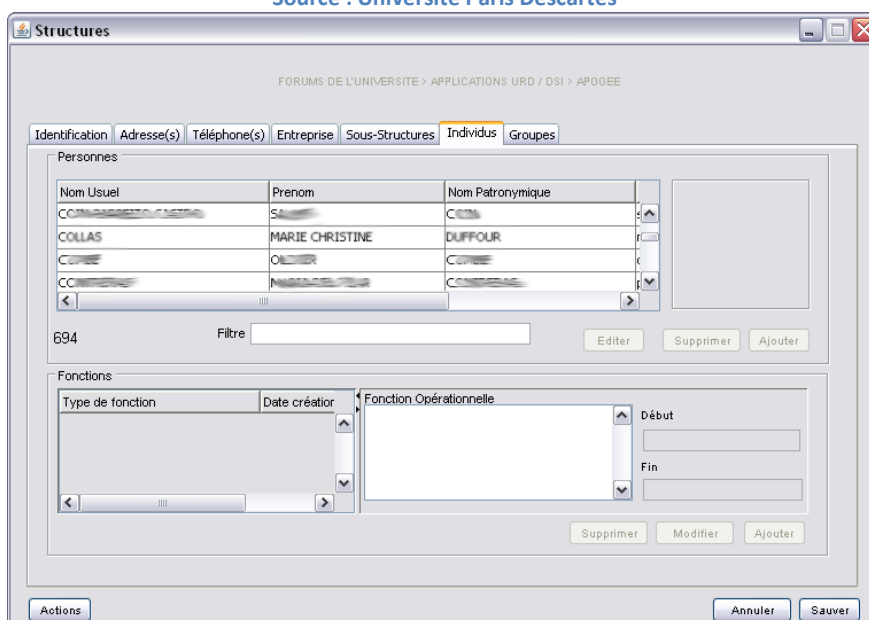 Source : Université Paris Descartes
Structures
FORUMS DE L'UNIVERSITE > APPLICATIONS URD / DSI > APOGEE
Identification Adresse(s) Téléphone(s) Entreprise Sous-Structures Individus Groupes
Personnes
Nom Usuel Prenom Nom Patronymique
COLLAS MARIE CHRISTINE DUFFOUR
694 Filtre Editer Supprimer Ajouter
Fonctions
Type de fonction Date création Fonction Opérationnelle
Début
Fin
Supprimer Modifier Ajouter
Actions Annuler Sauver